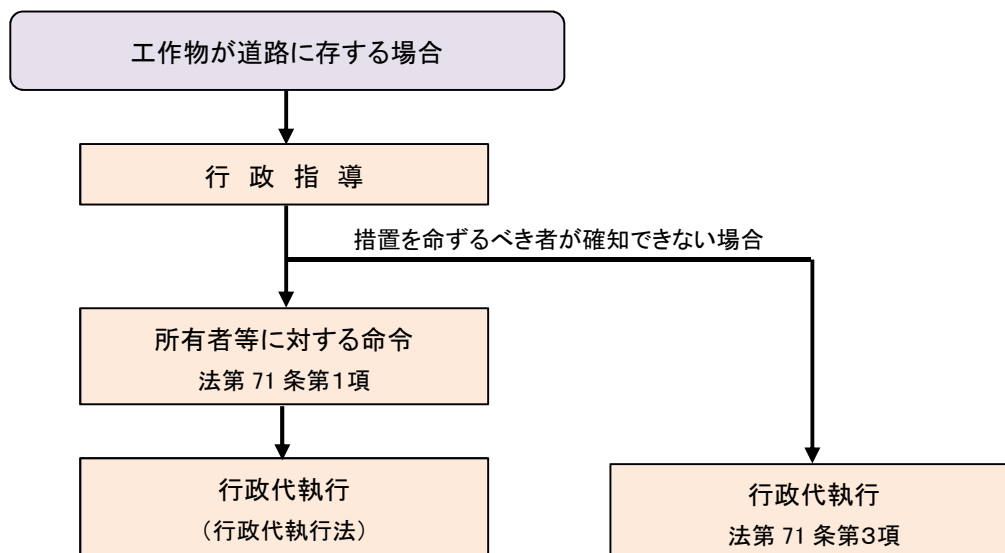 工作物が道路に存する場合
行 政 指 導
措置を命ずるべき者が確知できない場合
所有者等に対する命令
法第 71 条第1項
行政代執行
（行政代執行法）
行政代執行
法第 71 条第3項